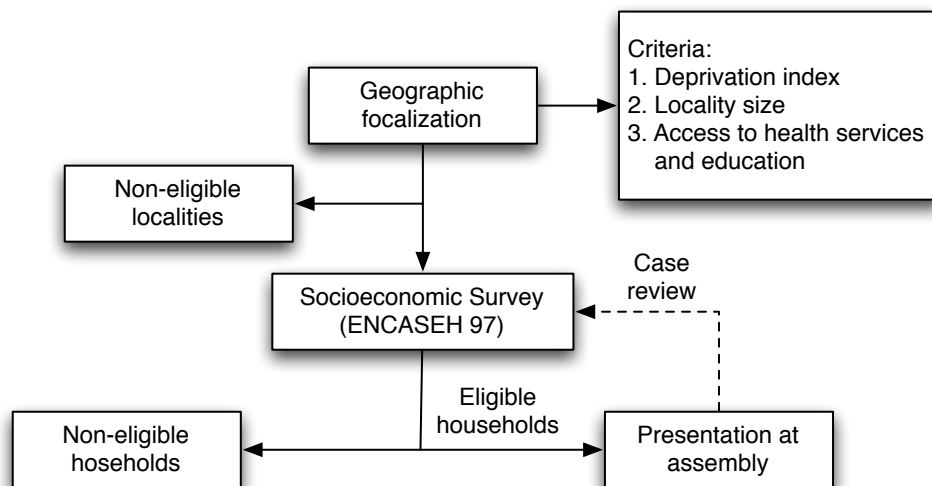 Geographic
focalization
Criteria:
1. Deprivation index
2. Locality size
3. Access to health services
and education
Non-eligible
localities
Socioeconomic Survey
(ENCASEH 97)
Case
review
Eligible
households
Non-eligible
hoseholds
Presentation at
assembly